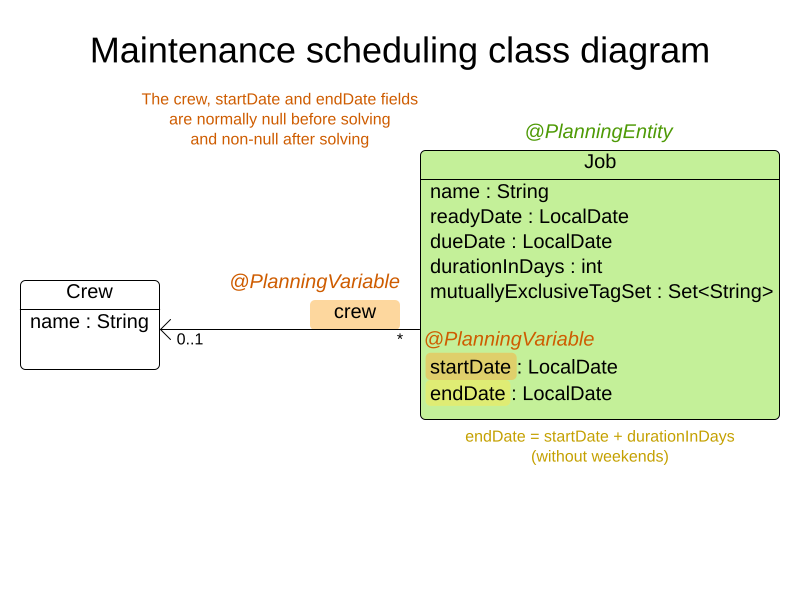 Maintenance scheduling class diagram
The crew, startDate and endDate fields
are normally null before solving
and non-null after solving
@PlanningEntity
Job
name : String
readyDate : LocalDate
dueDate : LocalDate
durationInDays : int
mutuallyExclusiveTagSet : Set<String>
@PlanningVariable
startDate : LocalDate
endDate : LocalDate
@PlanningVariable
crew
0..1
*
Crew
name : String
endDate = startDate + durationInDays
(without weekends)